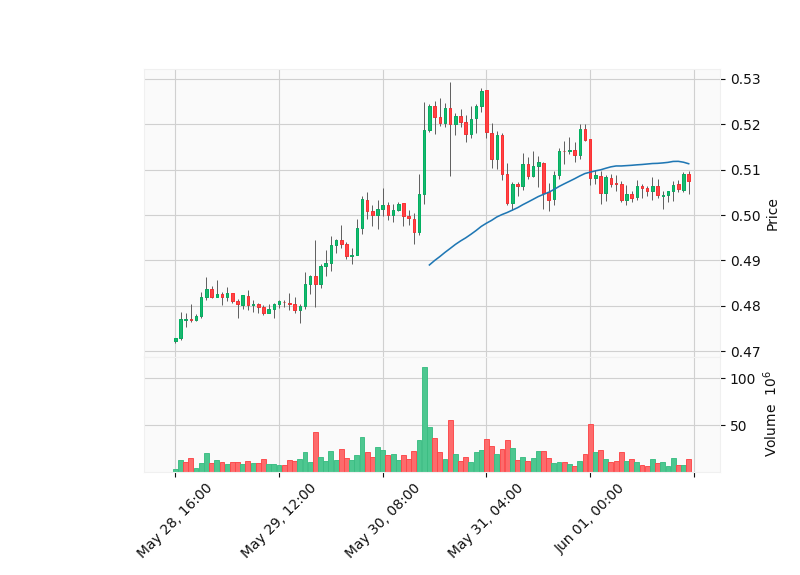 0.53
0.52
0.51
0.50
0.49
0.48
0.47
Price
100
50
Volume 10^6
May 28, 16:00
May 29, 12:00
May 30, 08:00
May 31, 04:00
Jun 01, 00:00